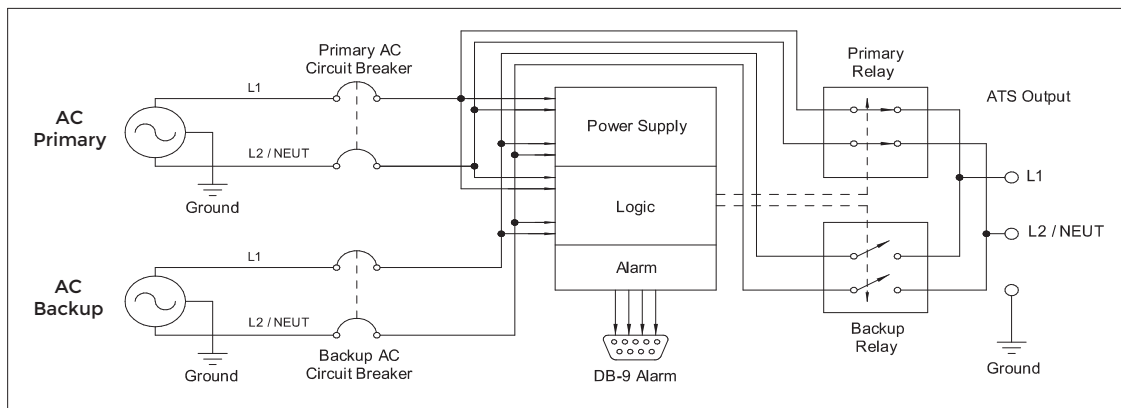 Primary AC
Circuit Breaker
L1
AC
Primary
L2 / NEUT
Ground
Power Supply
Logic
Alarm
Primary
Relay
ATS Output
L1
L2 / NEUT
L1
AC
Backup
L2 / NEUT
Ground
Backup AC
Circuit Breaker
DB-9 Alarm
Backup
Relay
Ground